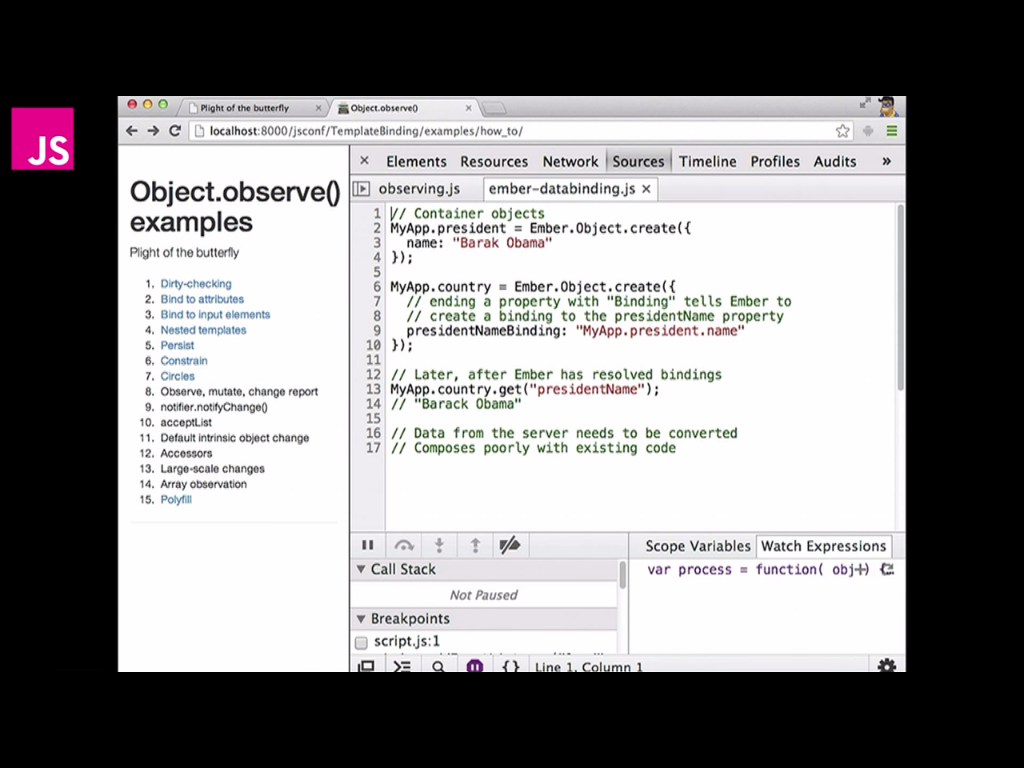 Plight of the butterfly
Object.observe()
JS
localhost:8000/jsconf/TemplateBinding/examples/how_to/
Elements Resources Network Sources Timeline Profiles Audits »
observing.js ember-databinding.js
Object.observe()
examples
Plight of the butterfly
1. Dirty-checking
2. Bind to attributes
3. Bind to input elements
4. Nested templates
5. Persist
6. Constrain
7. Circles
8. Observe, mutate, change report
9. notifier.notifyChange()
10. acceptList
11. Default intrinsic object change
12. Accessors
13. Large-scale changes
14. Array observation
15. Polyfill
1 // Container objects
2 MyApp.president = Ember.Object.create({
3 name: "Barak Obama"
4 });
5
6 MyApp.country = Ember.Object.create({
7 // ending a property with "Binding" tells Ember to
8 // create a binding to the presidentName property
9 presidentNameBinding: "MyApp.president.name"
10 });
11
12 // Later, after Ember has resolved bindings
13 MyApp.country.get("presidentName");
14 // "Barack Obama"
15
16 // Data from the server needs to be converted
17 // Composes poorly with existing code
Scope Variables Watch Expressions
var process = function( obj
Call Stack
Not Paused
Breakpoints
script.js:1
{} Line 1, Column 1